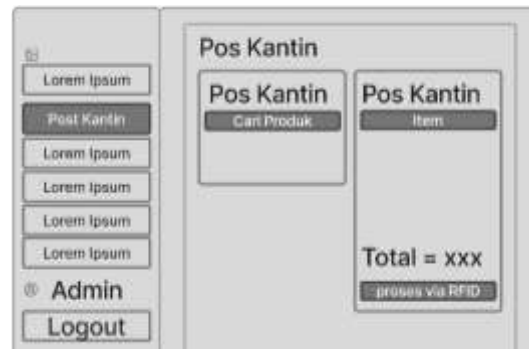 Lorem Ipsum
Post Kantin
Lorem Ipsum
Lorem Ipsum
Lorem Ipsum
Lorem Ipsum
Admin
Logout
Pos Kantin
Pos Kantin
Cari Produk
Pos Kantin
Item
Total = xxx
proses via RFID